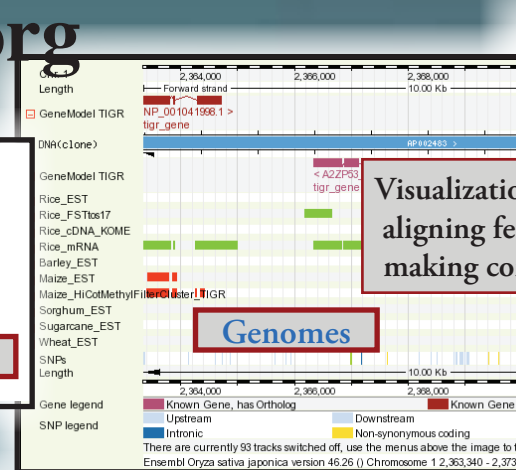 org
Chr. 1 2,364,000 2,366,000 2,368,000
Length Forward strand 10.00 Kb
GeneModel TIGR NP_001041998.1 >
tigr_gene
DNA(clone) AP002483 >
GeneModel TIGR < A2ZP53_
tigr_gene
Rice_EST
Rice_FSTtos17
Rice_cDNA_KOME
Rice_mRNA
Barley_EST
Maize_EST
Maize_HiCotMethylFilterCluster_TIGR
Sorghum_EST
Sugarcane_EST
Wheat_EST
SNPs
Length 10.00 Kb
2,364,000 2,366,000 2,368,000
Visualizatio
aligning fe
making co
Genomes
Gene legend Known Gene, has Ortholog Known Gene
SNP legend Upstream Downstream
Intronic Non-synonymous coding
There are currently 93 tracks switched off, use the menus above the image to t
Ensembl Oryza sativa japonica version 46.26 () Chromosome 1 2,363,340 - 2,373